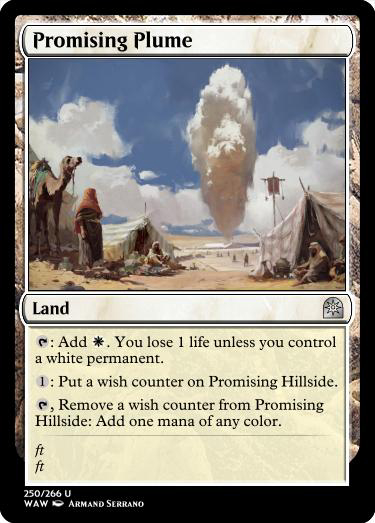 Promising Plume
Land
: Add . You lose 1 life unless you control
a white permanent.
1: Put a wish counter on Promising Hillside.
, Remove a wish counter from Promising
Hillside: Add one mana of any color.
ft
ft
250/266 U
WAW Armand Serrano